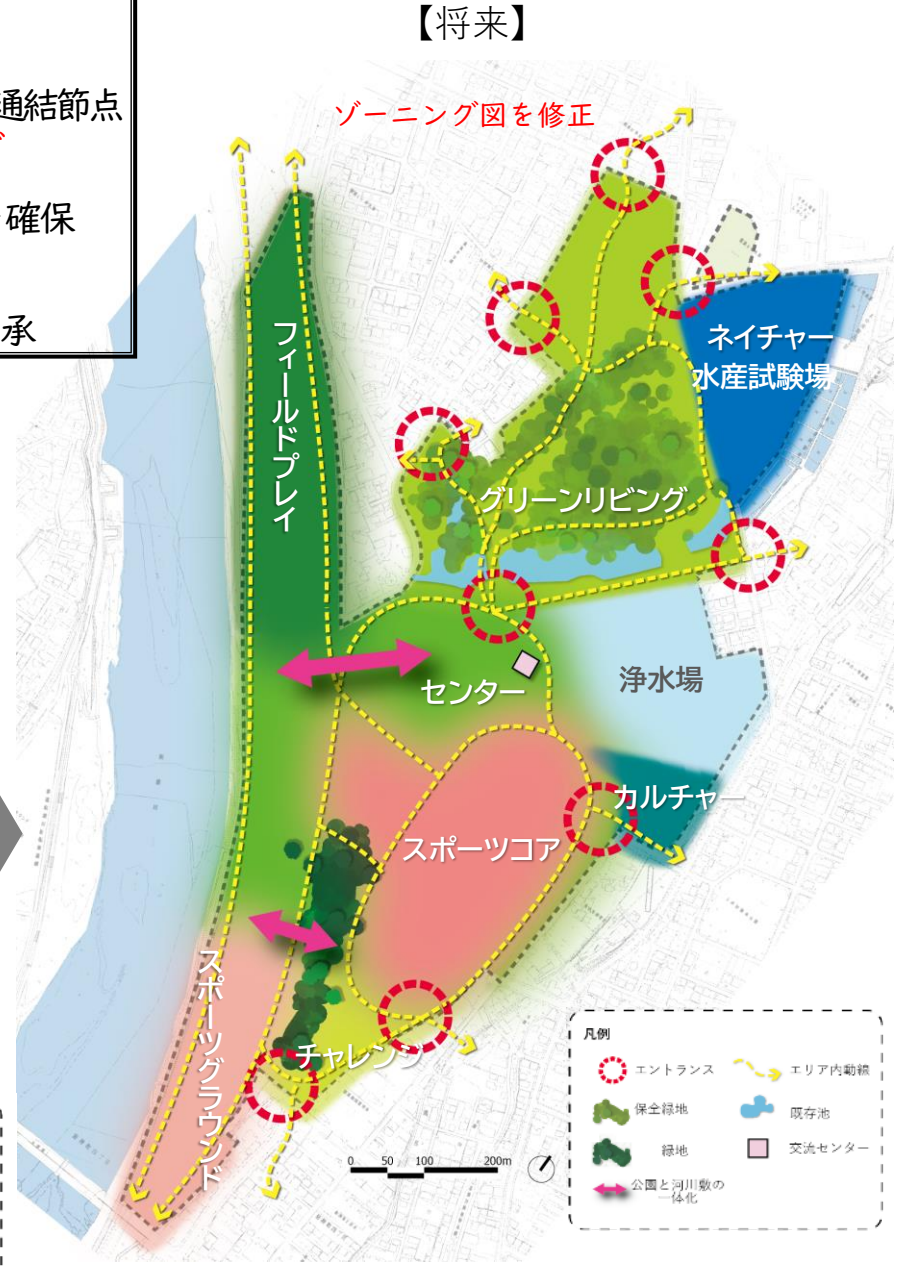 【将来】
通結節点
確保
承
ゾーニング図を修正
フィールドプレイ
ネイチャー
水産試験場
グリーンリビング
センター
浄水場
カルチャー
スポーツコア
スポーツグラウンド
チャレンジ
0 50 100 200m
凡例
エントランス
エリア内動線
保全緑地
既存池
緑地
交流センター
公園と河川敷の
一体化